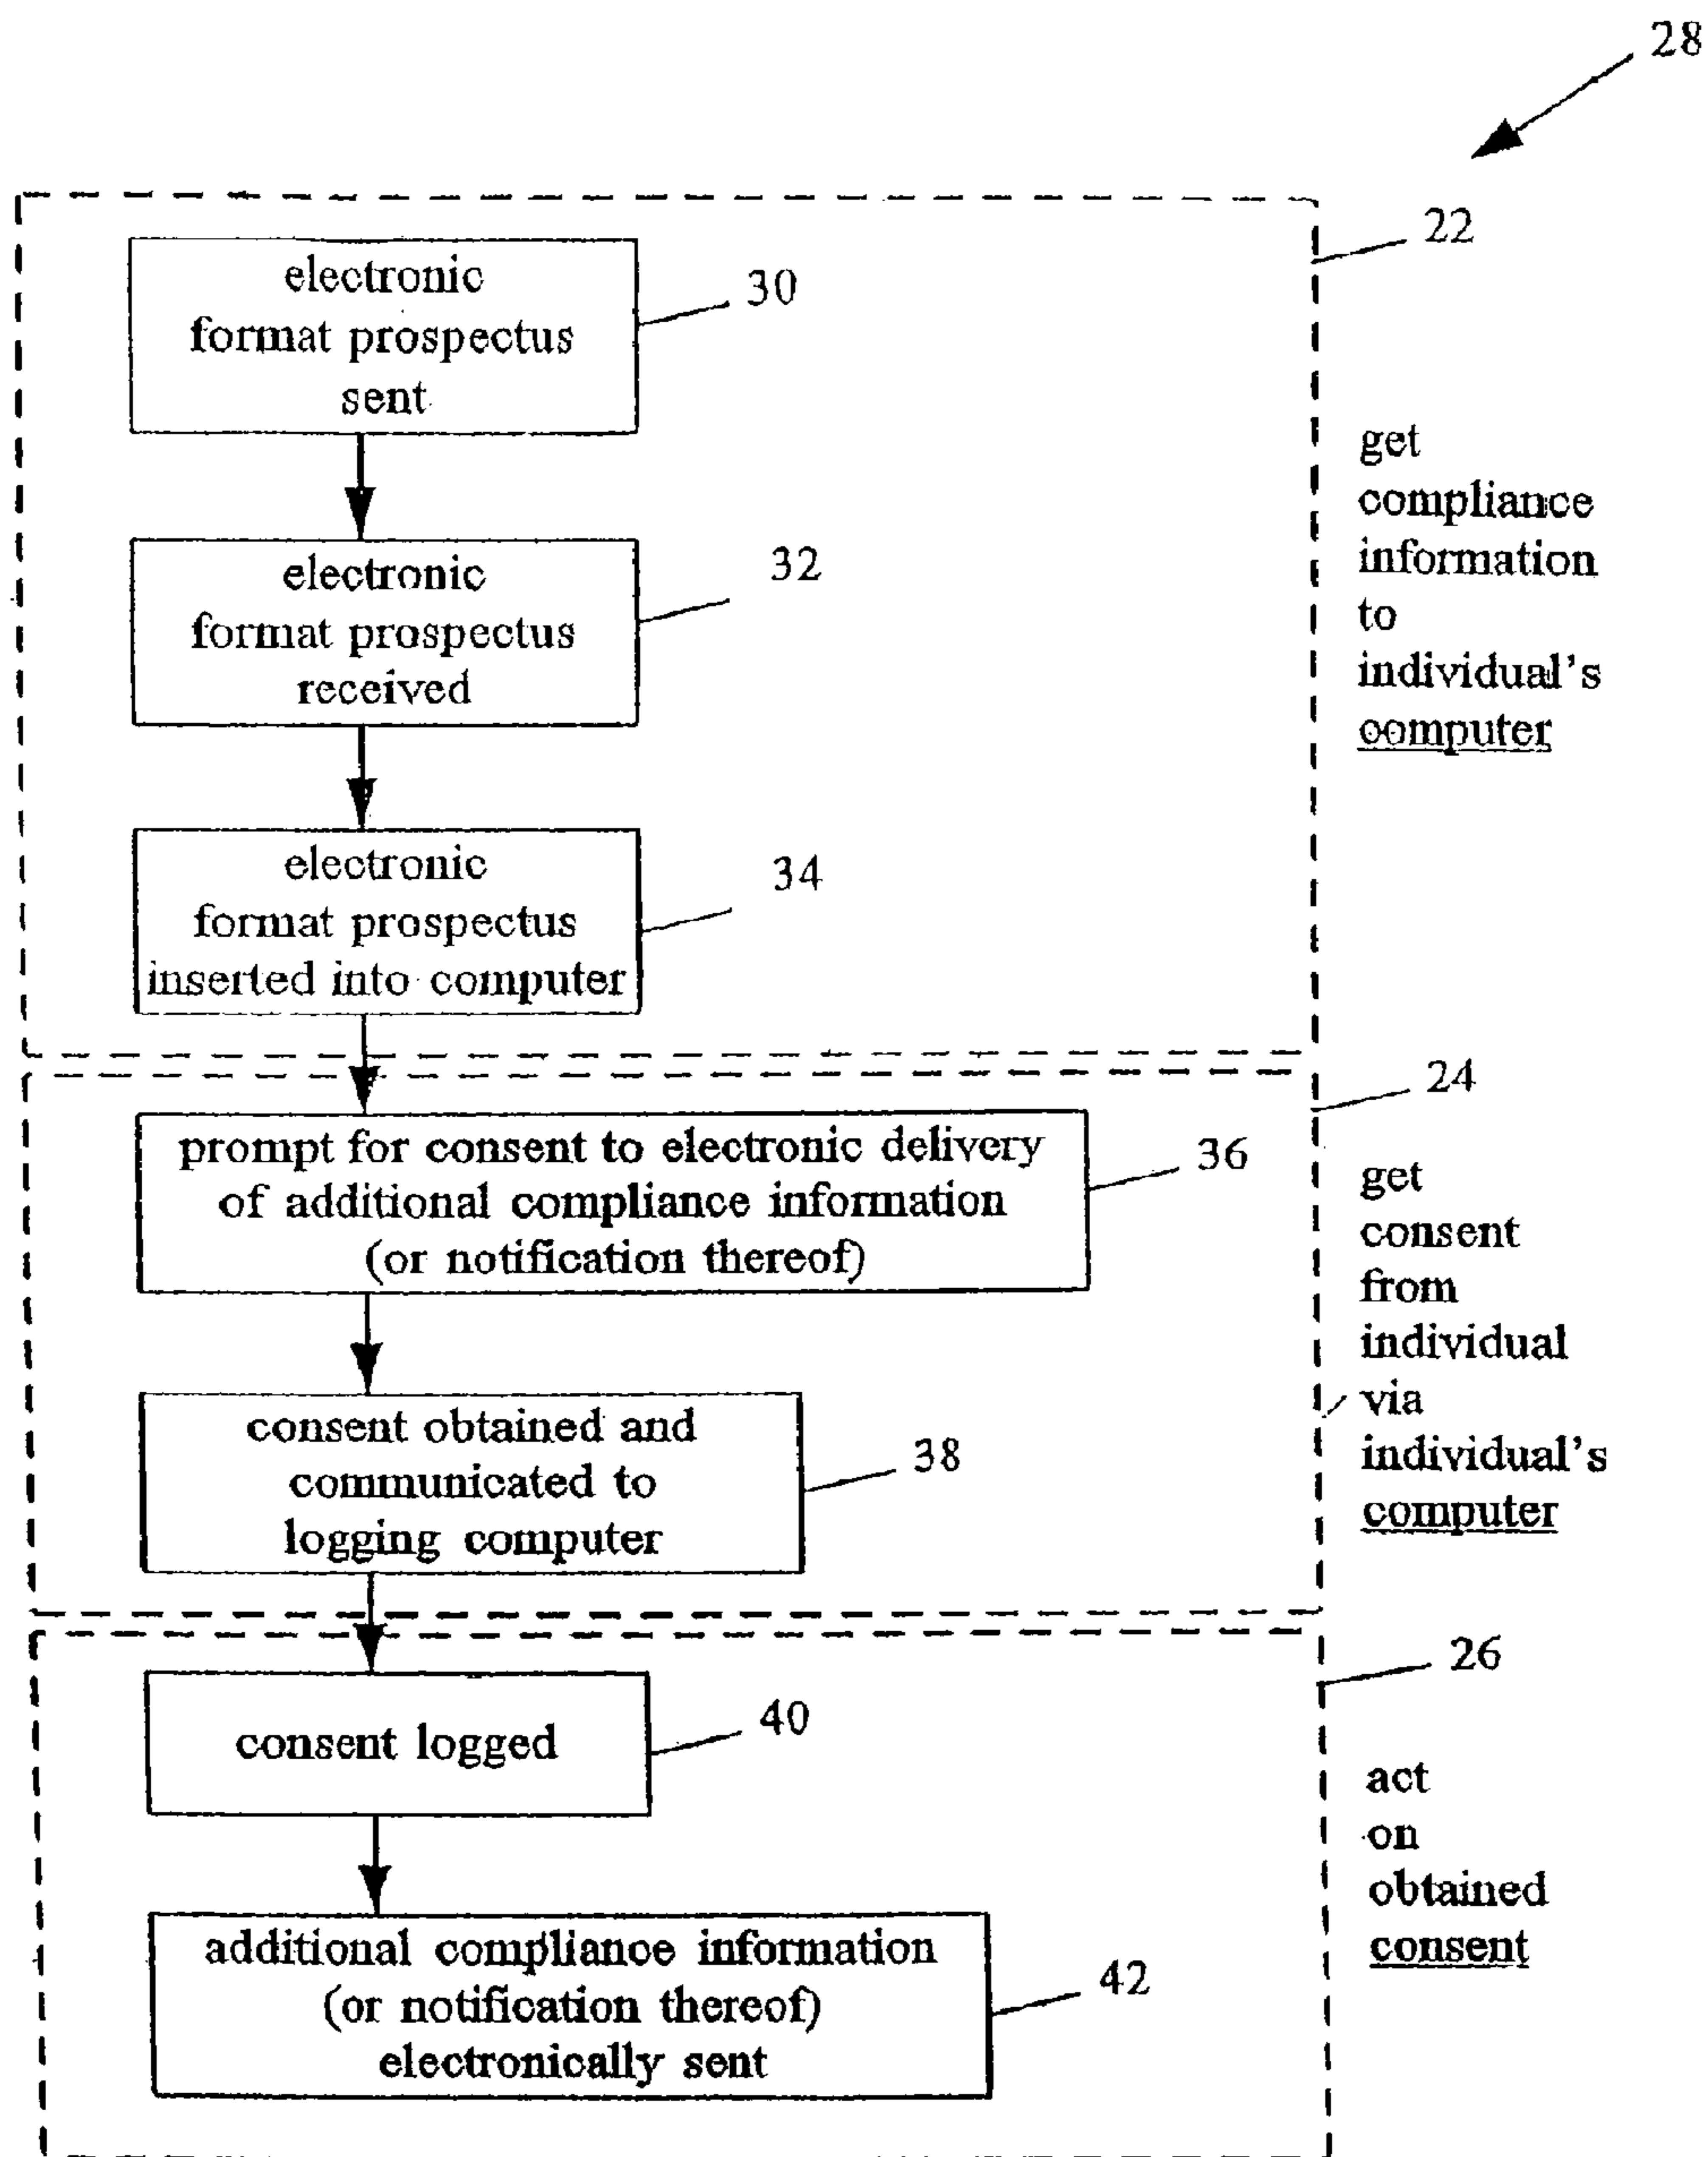 28
22
electronic
format prospectus
sent
30
get
compliance
information
to
individual's
computer
electronic
format prospectus
received
32
electronic
format prospectus
inserted into computer
34
24
prompt for consent to electronic delivery
of additional compliance information
(or notification thereof)
36
get
consent
from
individual
via
individual's
computer
consent obtained and
communicated to
logging computer
38
26
consent logged
40
act
on
obtained
consent
additional compliance information
(or notification thereof)
electronically sent
42